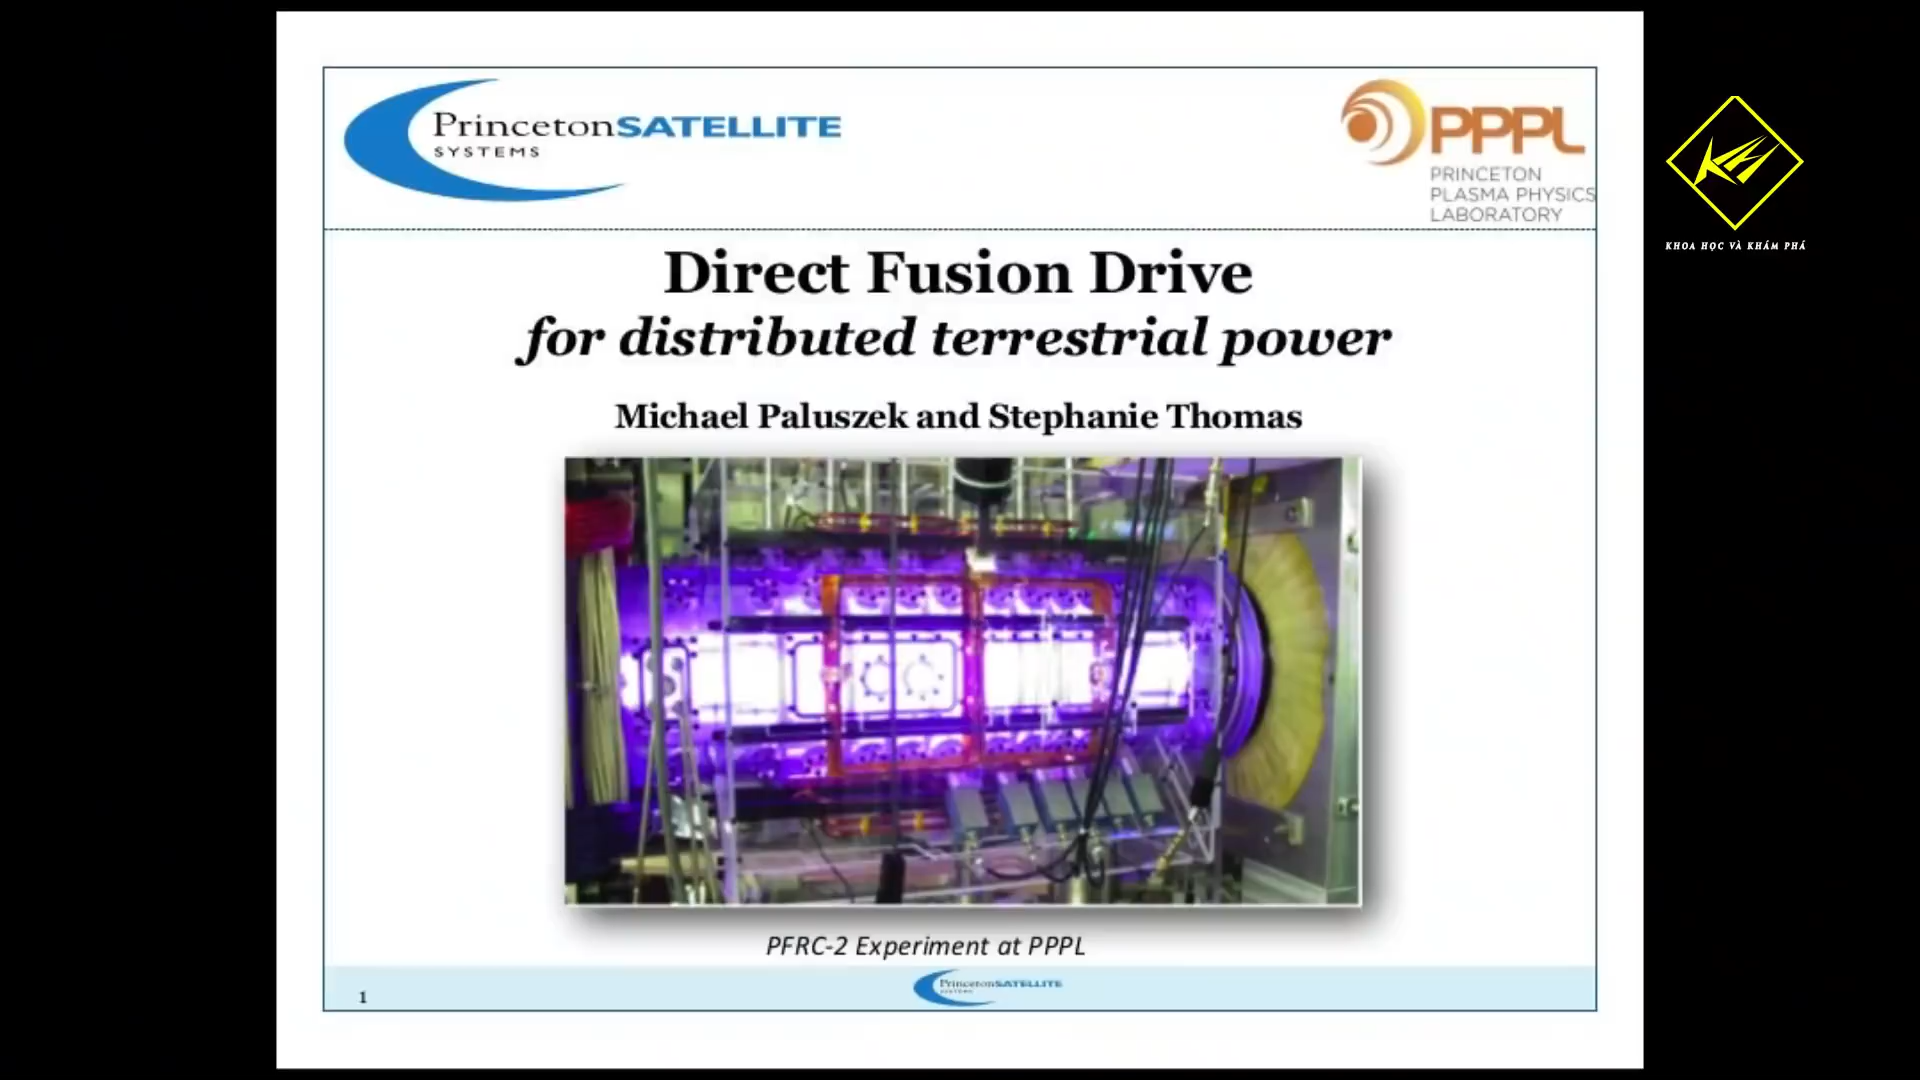 PrincetonSATELLITE
SYSTEMS
PPPL
PRINCETON
PLASMA PHYSICS
LABORATORY
KHOA HỌC VÀ KHÁM PHÁ
Direct Fusion Drive
for distributed terrestrial power
Michael Paluszek and Stephanie Thomas
PFRC-2 Experiment at PPPL
1
PrincetonSATELLITE
SYSTEMS